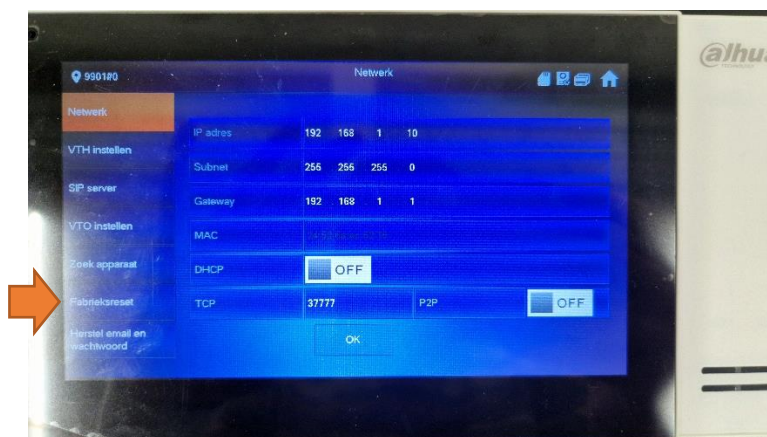 alhua
TECHNOLOGY
990180
Netwerk
Netwerk
VTH instellen
SIP server
VTO instellen
Zoek apparaat
Fabrieksreset
Herstel email en
wachtwoord
IP adres 192 168 1 10
Subnet 255 255 255 0
Gateway 192 168 1 1
MAC
DHCP OFF
TCP 37777 P2P OFF
OK